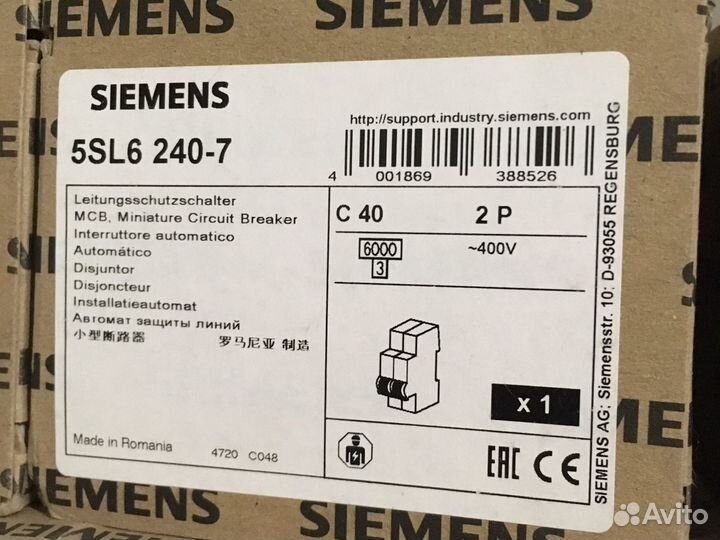 SIEMENS
SIEMENS
SIEMENS
http://support.industry.siemens.com
5SL6 240-7
4 001869 388526
Leitungsschutzschalter
MCB, Miniature Circuit Breaker
Interruttore automatico
Automático
Disjuntor
Disjoncteur
Installatieautomat
Автомат защиты линий
小型断路器 罗马尼亚 制造
C 40 2 P
6000
3
~400V
x 1
Made in Romania
4720 C048
EAC CE
SIEMENS AG; Siemensstr. 10; D-93055 REGENSBURG
EMENS
SIEMEN
Avito